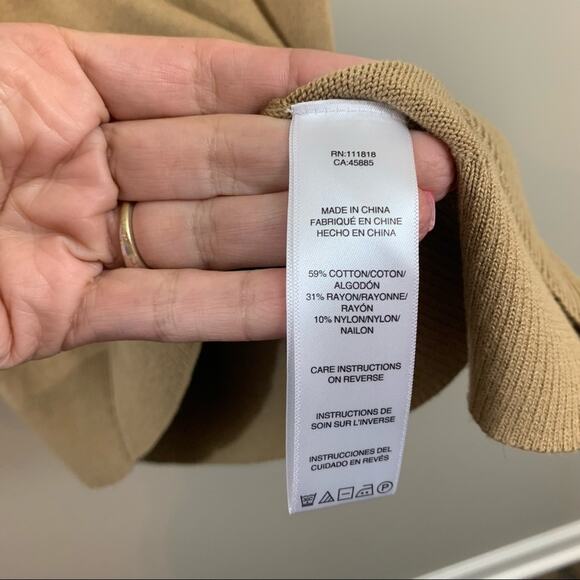 RN:111818
CA:45885
MADE IN CHINA
FABRIQUÉ EN CHINE
HECHO EN CHINA
59% COTTON/COTON/
ALGODÓN
31% RAYON/RAYONNE/
RAYÓN
10% NYLON/NYLON/
NAILON
CARE INSTRUCTIONS
ON REVERSE
INSTRUCTIONS DE
SOIN SUR L'INVERSE
INSTRUCCIONES DEL
CUIDADO EN REVÉS